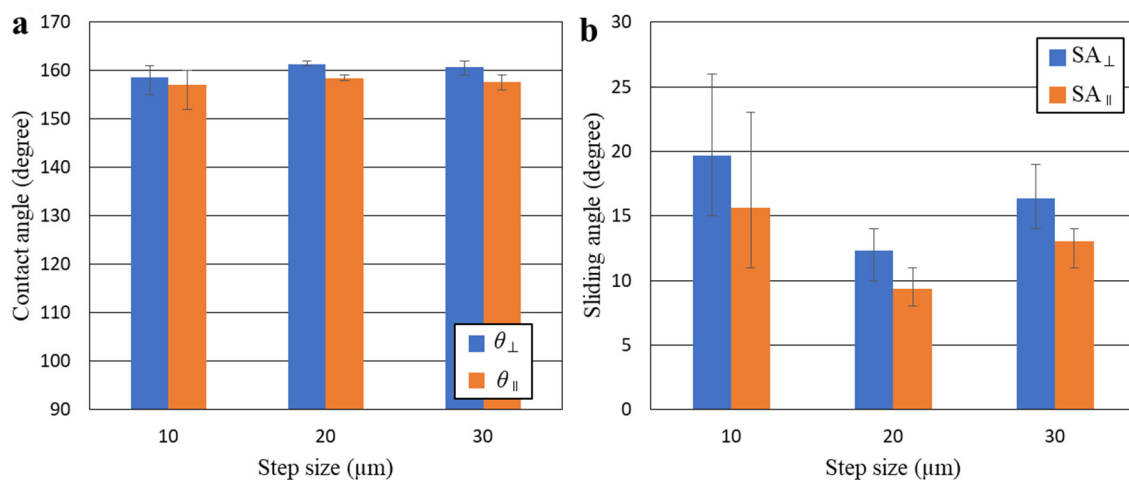 a
170
160
150
140
130
120
110
100
90
Contact angle (degree)
θ⊥
θ∥
10 20 30
Step size (μm)
b
30
25
20
15
10
5
0
Sliding angle (degree)
SA⊥
SA∥
10 20 30
Step size (μm)